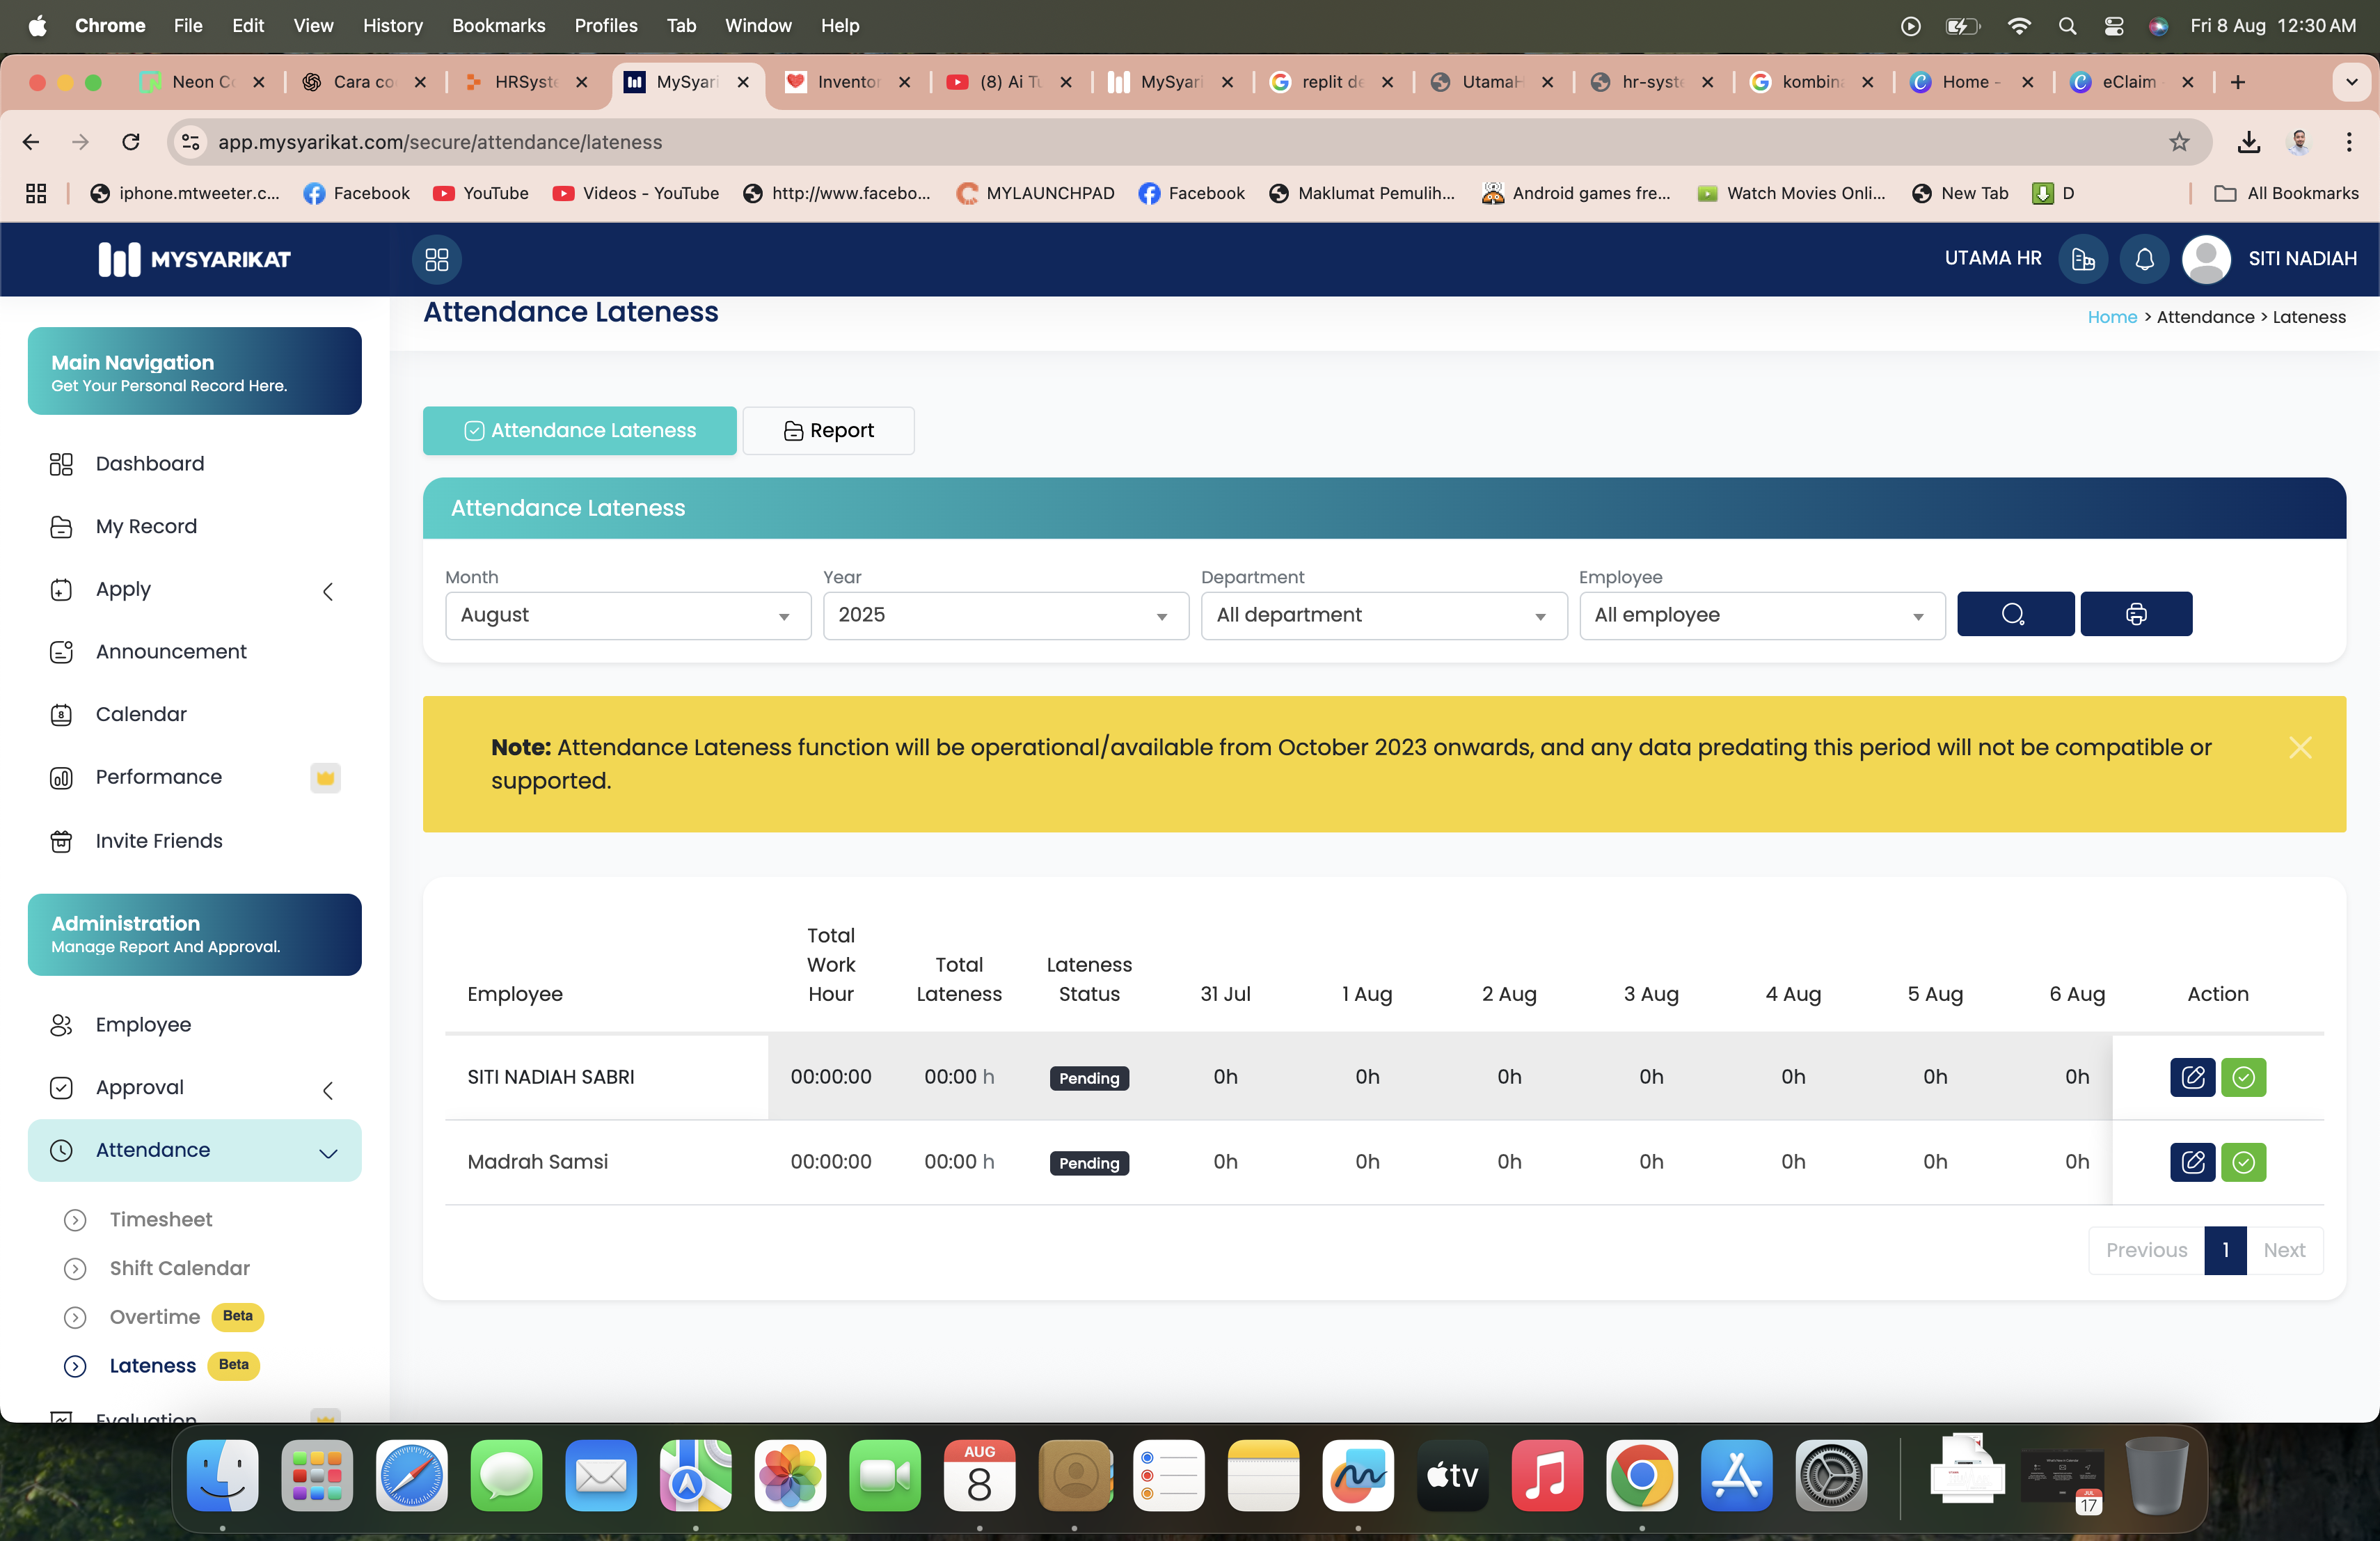 Chrome File Edit View History Bookmarks Profiles Tab Window Help Fri 8 Aug 12:30 AM
Neon Co Cara co HRSyste MySyari Inventor (8) Ai Tu MySyari replit de UtamaH hr-syste kombina Home - eClaim
app.mysyarikat.com/secure/attendance/lateness
iphone.mtweeter.c... Facebook YouTube Videos - YouTube http://www.facebo... MYLAUNCHPAD Facebook Maklumat Pemulih... Android games fre... Watch Movies Onli... New Tab D All Bookmarks
MYSYARIKAT UTAMA HR SITI NADIAH
Attendance Lateness
Home > Attendance > Lateness
Main Navigation
Get Your Personal Record Here.
Dashboard
My Record
Apply
Announcement
8 Calendar
Performance
Invite Friends
Administration
Manage Report And Approval.
Employee
Approval
Attendance
Timesheet
Shift Calendar
Overtime Beta
Lateness Beta
Evaluation
Attendance Lateness Report
Attendance Lateness
Month Year Department Employee
August 2025 All department All employee
Note: Attendance Lateness function will be operational/available from October 2023 onwards, and any data predating this period will not be compatible or
supported.
Employee Total Work Hour Total Lateness Lateness Status 31 Jul 1 Aug 2 Aug 3 Aug 4 Aug 5 Aug 6 Aug Action
SITI NADIAH SABRI 00:00:00 00:00 h Pending 0h 0h 0h 0h 0h 0h 0h
Madrah Samsi 00:00:00 00:00 h Pending 0h 0h 0h 0h 0h 0h 0h
Previous 1 Next
AUG
8
tv
JUL
17